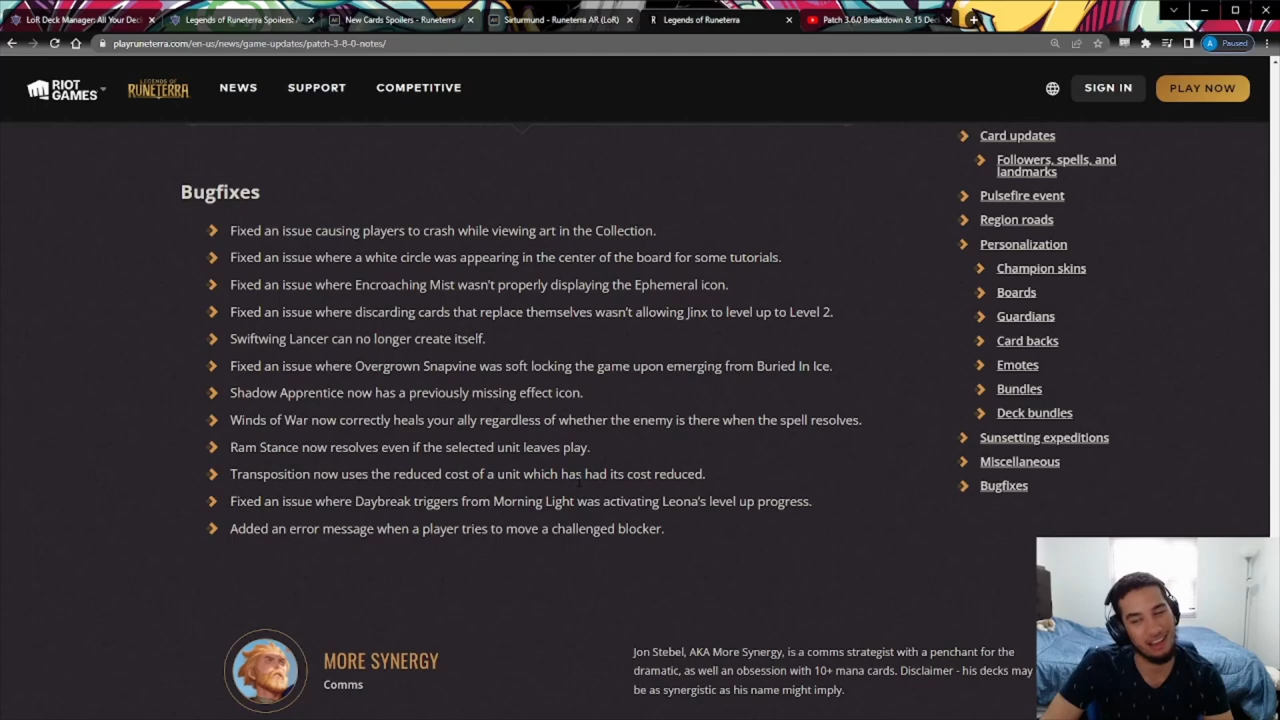 LoR Deck Manager: All Your Dec
Legends of Runeterra Spoilers: A
New Cards Spoilers - Runeterra A
Sirturmund - Runeterra AR (LoR)
Legends of Runeterra
Patch 3.6.0 Breakdown & 15 Dec
playruneterra.com/en-us/news/game-updates/patch-3-8-0-notes/
A Paused
RIOT GAMES
LEGENDS OF RUNETERRA
NEWS
SUPPORT
COMPETITIVE
SIGN IN
PLAY NOW
Bugfixes
Fixed an issue causing players to crash while viewing art in the Collection.
Fixed an issue where a white circle was appearing in the center of the board for some tutorials.
Fixed an issue where Encroaching Mist wasn't properly displaying the Ephemeral icon.
Fixed an issue where discarding cards that replace themselves wasn't allowing Jinx to level up to Level 2.
Swiftwing Lancer can no longer create itself.
Fixed an issue where Overgrown Snapvine was soft locking the game upon emerging from Buried In Ice.
Shadow Apprentice now has a previously missing effect icon.
Winds of War now correctly heals your ally regardless of whether the enemy is there when the spell resolves.
Ram Stance now resolves even if the selected unit leaves play.
Transposition now uses the reduced cost of a unit which has had its cost reduced.
Fixed an issue where Daybreak triggers from Morning Light was activating Leona's level up progress.
Added an error message when a player tries to move a challenged blocker.
Card updates
Followers, spells, and
landmarks
Pulsefire event
Region roads
Personalization
Champion skins
Boards
Guardians
Card backs
Emotes
Bundles
Deck bundles
Sunsetting expeditions
Miscellaneous
Bugfixes
MORE SYNERGY
Comms
Jon Stebel, AKA More Synergy, is a comms strategist with a penchant for the
dramatic, as well an obsession with 10+ mana cards. Disclaimer - his decks may
be as synergistic as his name might imply.